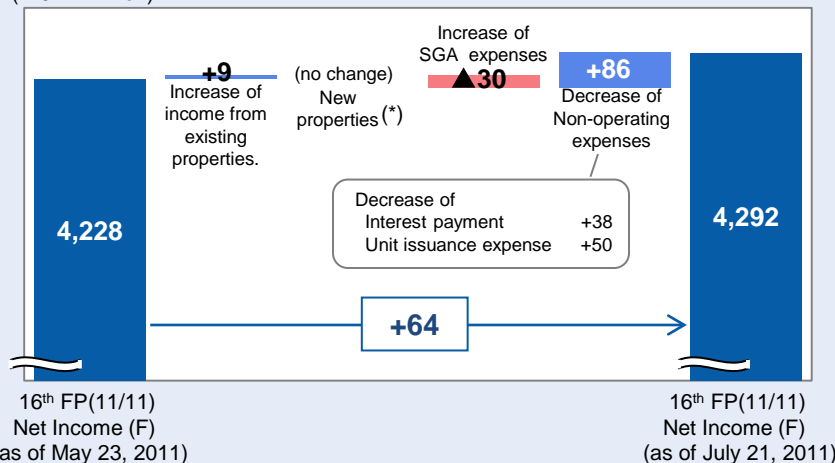 +9
Increase of
income from
existing
properties.
(no change)
New
properties(*)
Increase of
SGA expenses
▲30
+86
Decrease of
Non-operating
expenses
Decrease of
Interest payment +38
Unit issuance expense +50
4,228
4,292
+64
16th FP(11/11)
Net Income (F)
(as of May 23, 2011)
16th FP(11/11)
Net Income (F)
(as of July 21, 2011)